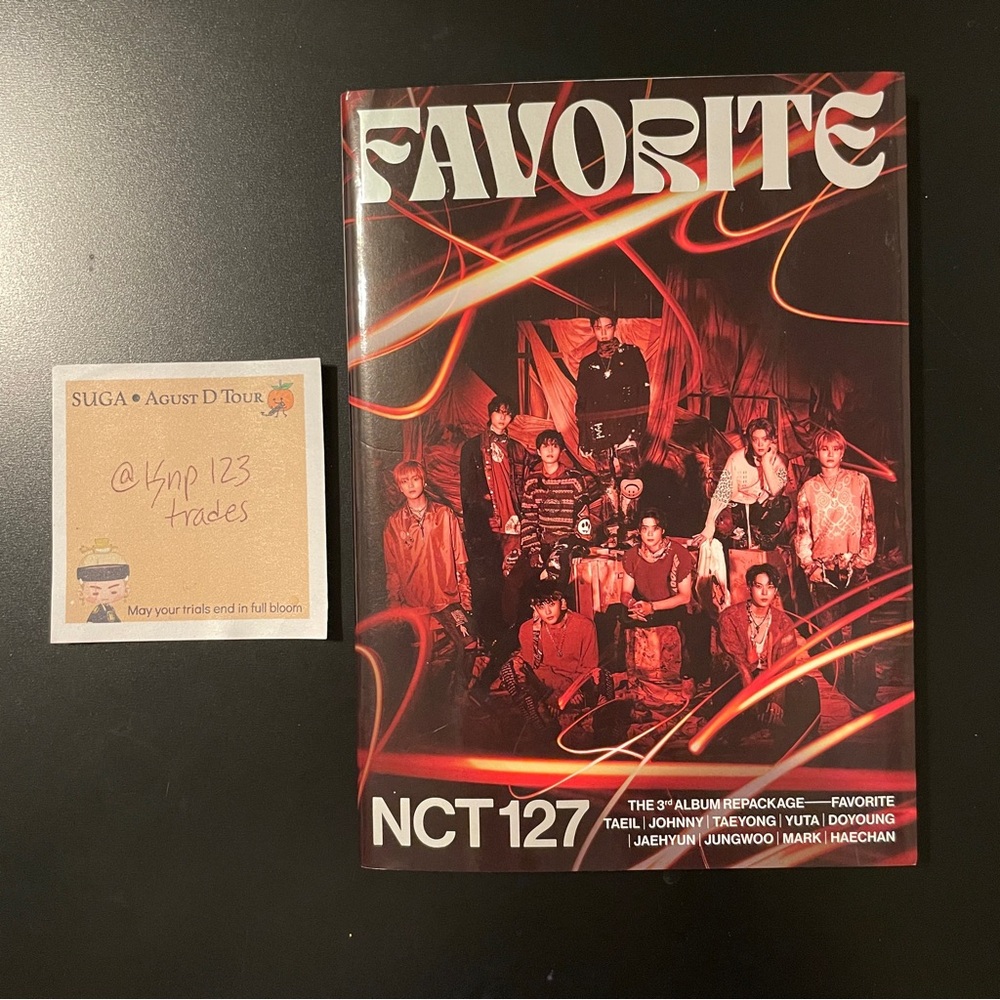 SUGA • AGUST D TOUR
@Knp 123
trades
May your trials end in full bloom
FAVORITE
NCT 127
THE 3rd ALBUM REPACKAGE——FAVORITE
TAEIL | JOHNNY | TAEYONG | YUTA | DOYOUNG
| JAEHYUN | JUNGWOO | MARK | HAECHAN